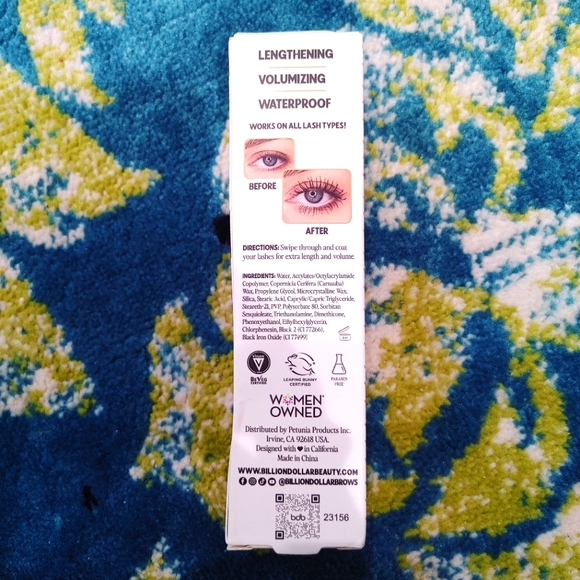 LENGTHENING
VOLUMIZING
WATERPROOF
WORKS ON ALL LASH TYPES!
BEFORE
AFTER
DIRECTIONS: Swipe through and coat
your lashes for extra length and volume.
INGREDIENTS: Water, Acrylates/Octylacrylamide
Copolymer, Copernicia Cerifera (Carnauba)
Wax, Propylene Glycol, Microcrystalline Wax,
Silica, Stearic Acid, Caprylic/Capric Triglyceride,
Steareth-21, PVP, Polysorbate 80, Sorbitan
Sesquioleate, Triethanolamine, Dimethicone,
Phenoxyethanol, Ethylhexylglycerin,
Chlorphenesin, Black 2 (CI 77266),
Black Iron Oxide (CI 77499)
BeVeg
CERTIFIED
LEAPING BUNNY
CERTIFIED
PARABEN
FREE
WOMEN
OWNED
Distributed by Petunia Products Inc.
Irvine, CA 92618 USA.
Designed with ♥ in California
Made in China
WWW.BILLIONDOLLARBEAUTY.COM
@BILLIONDOLLARBROWS
bdb
23156